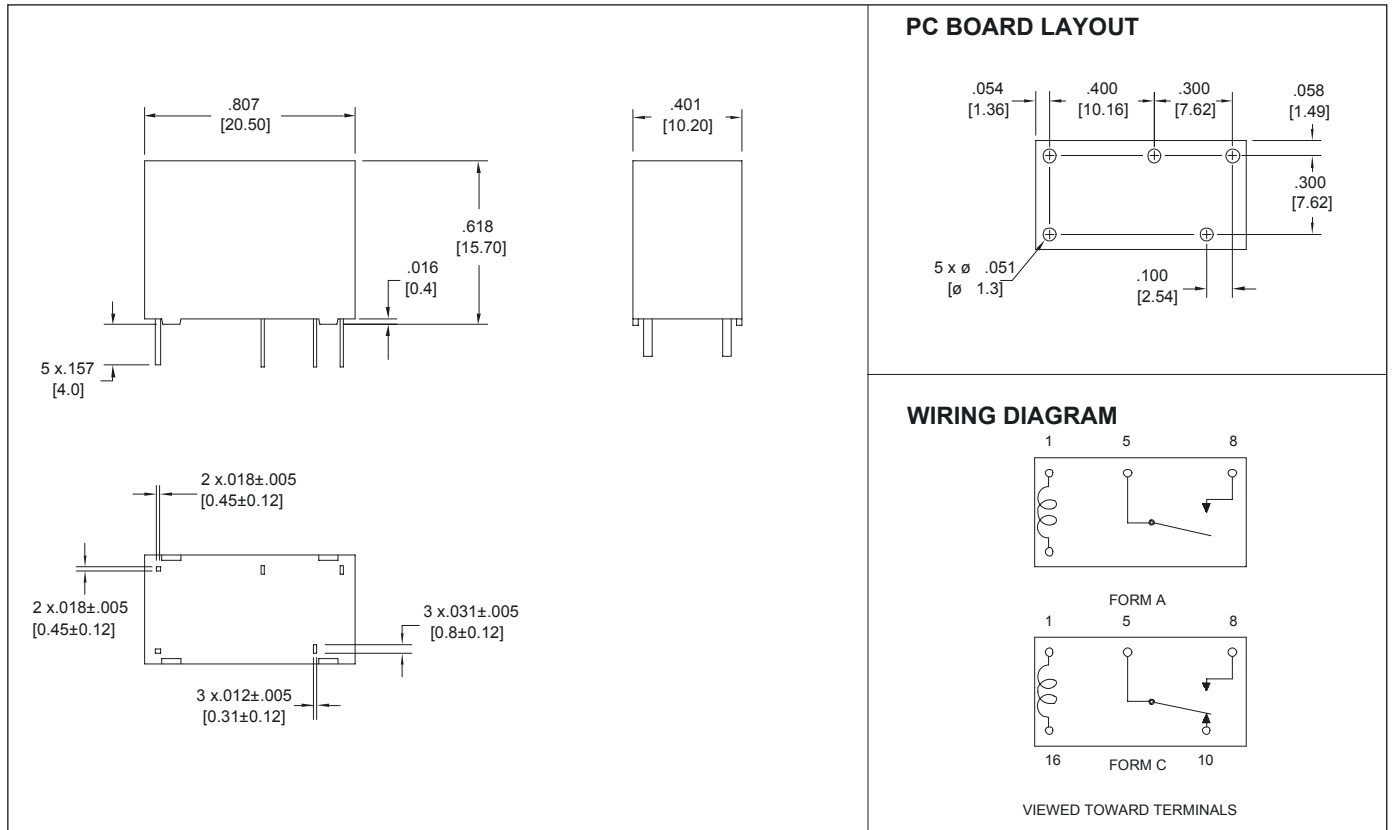 .807
[20.50]
.618
[15.70]
.016
[0.4]
5 x.157
[4.0]
.401
[10.20]
2 x.018±.005
[0.45±0.12]
2 x.018±.005
[0.45±0.12]
3 x.031±.005
[0.8±0.12]
3 x.012±.005
[0.31±0.12]
PC BOARD LAYOUT
.054
[1.36]
.400
[10.16]
.300
[7.62]
.058
[1.49]
.300
[7.62]
5 x ø .051
[ø 1.3]
.100
[2.54]
WIRING DIAGRAM
1 5 8
FORM A
1 5 8
16 FORM C 10
VIEWED TOWARD TERMINALS